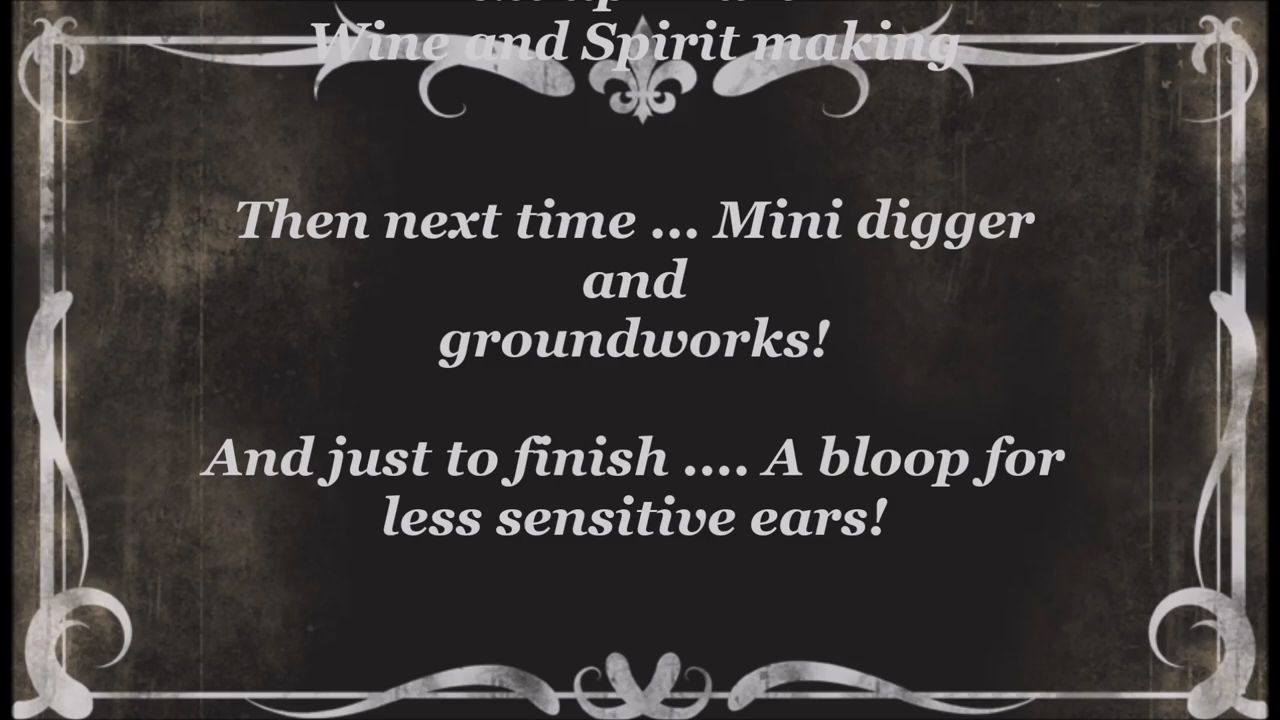 Wine and Spirit making
Then next time ... Mini digger
and
groundworks!
And just to finish .... A bloop for
less sensitive ears!